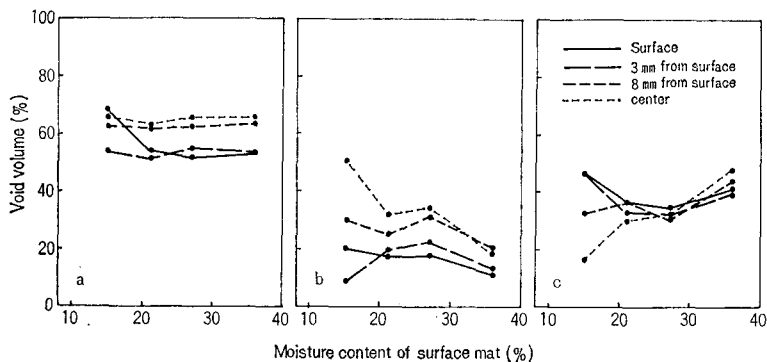 100
80
60
40
20
0
Void volume (%)
a
b
c
Surface
3 mm from surface
8 mm from surface
center
10 20 30 40
10 20 30 40
10 20 30 40
Moisture content of surface mat (%)